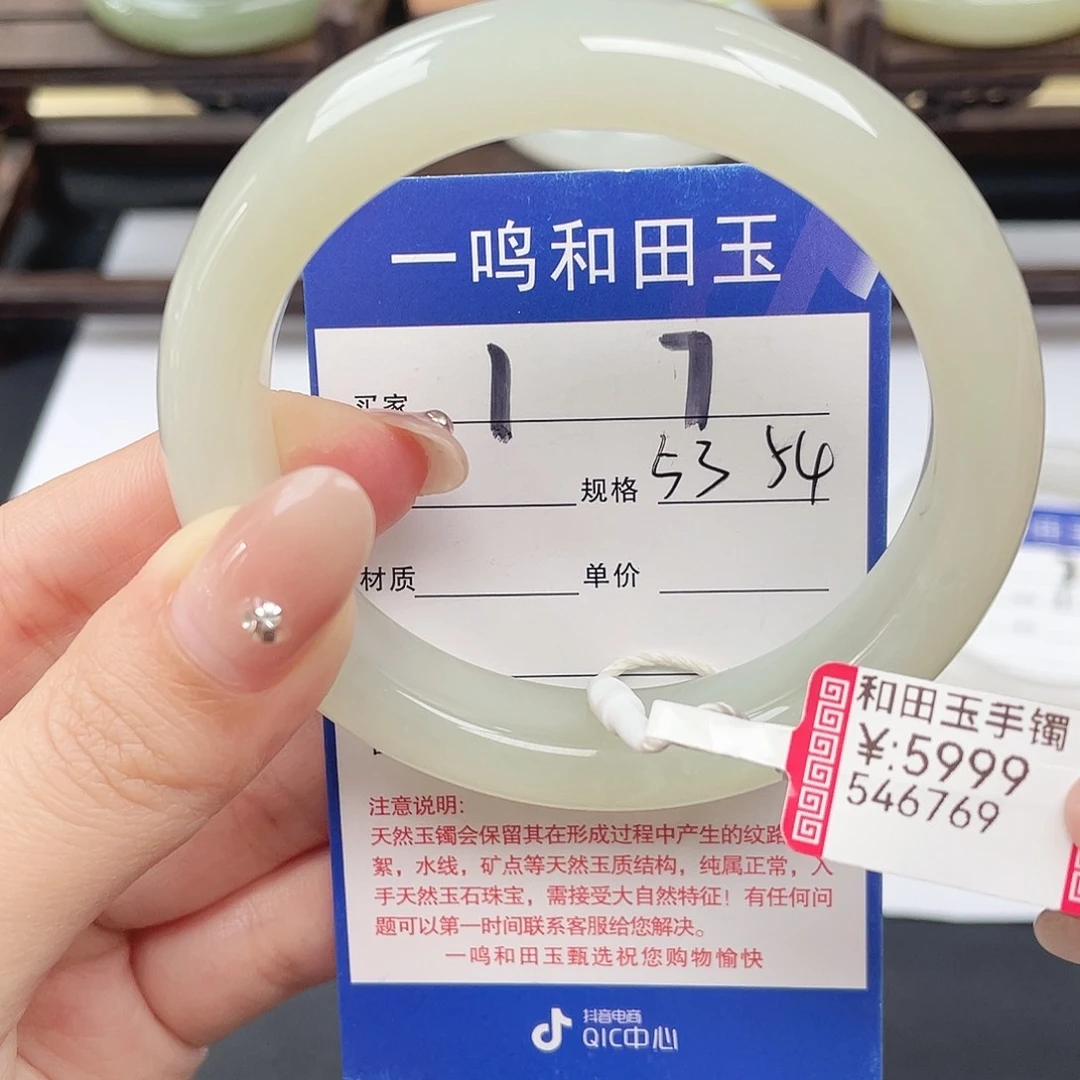 一鸣和田玉
买家 1 7
规格 53 54
材质 单价
和田玉手镯
¥:5999
546769
注意说明:
天然玉镯会保留其在形成过程中产生的纹路
絮，水线，矿点等天然玉质结构，纯属正常，入
手天然玉石珠宝，需接受大自然特征！有任何问
题可以第一时间联系客服给您解决。
一鸣和田玉甄选祝您购物愉快
抖音电商
QIC中心